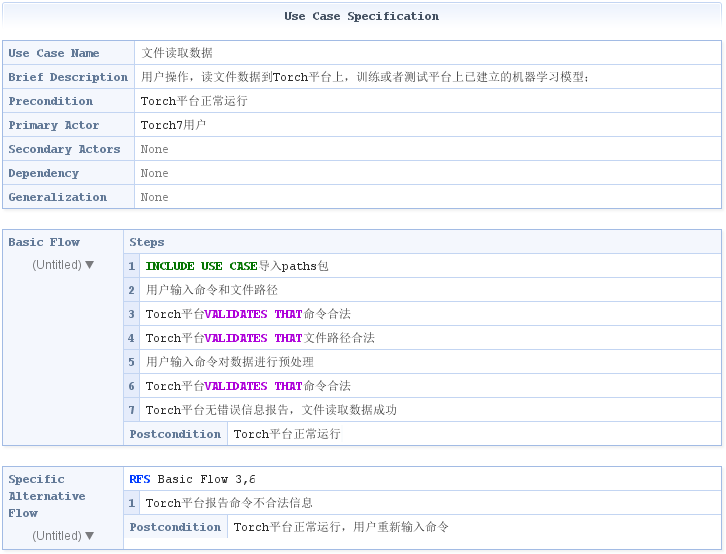 Use Case Specification
Use Case Name 文件读取数据
Brief Description 用户操作，读文件数据到Torch平台上，训练或者测试平台上已建立的机器学习模型；
Precondition Torch平台正常运行
Primary Actor Torch7用户
Secondary Actors None
Dependency None
Generalization None
Basic Flow Steps
(Untitled) ▼
1 INCLUDE USE CASE导入paths包
2 用户输入命令和文件路径
3 Torch平台VALIDATES THAT命令合法
4 Torch平台VALIDATES THAT文件路径合法
5 用户输入命令对数据进行预处理
6 Torch平台VALIDATES THAT命令合法
7 Torch平台无错误信息报告，文件读取数据成功
Postcondition Torch平台正常运行
Specific Alternative Flow
(Untitled) ▼
RFS Basic Flow 3,6
1 Torch平台报告命令不合法信息
Postcondition Torch平台正常运行，用户重新输入命令